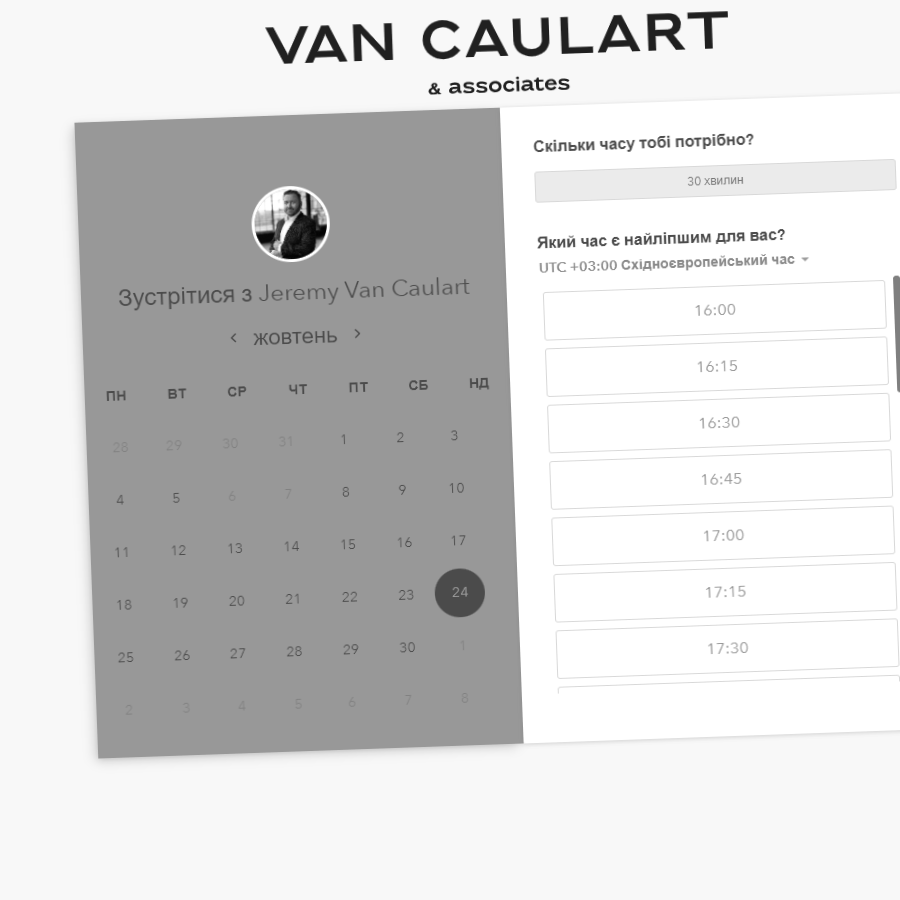 VAN CAULART
& associates
Зустрітися з Jeremy Van Caulart
‹ жовтень ›
ПН ВТ СР ЧТ ПТ СБ НД
28 29 30 31 1 2 3
4 5 6 7 8 9 10
11 12 13 14 15 16 17
18 19 20 21 22 23 24
25 26 27 28 29 30 1
2 3 4 5 6 7 8
Скільки часу тобі потрібно?
30 хвилин
Який час є найліпшим для вас?
UTC +03:00 Східноєвропейський час
16:00
16:15
16:30
16:45
17:00
17:15
17:30